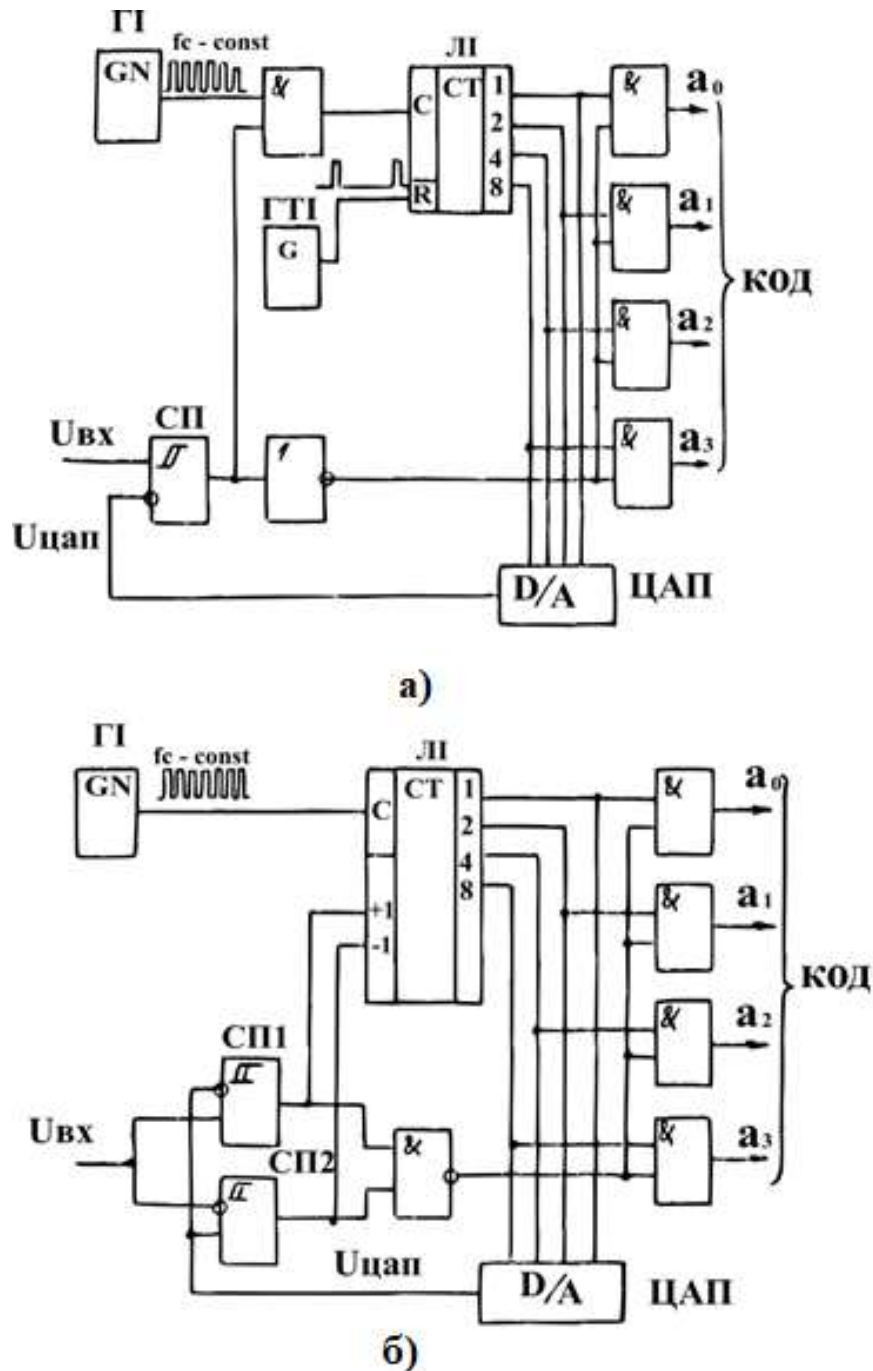 ГІ
fc - const
ЛІ
GN
&
C
CT
1
2
4
8
R
&
a0
ГТІ
G
&
a1
КОД
&
a2
СП
Uвх
1
&
a3
Uцап
D/A
ЦАП
а)
ГІ
fc - const
ЛІ
GN
C
CT
1
2
4
8
+1
-1
&
a0
&
a1
КОД
&
a2
СП1
Uвх
СП2
&
&
a3
Uцап
D/A
ЦАП
б)